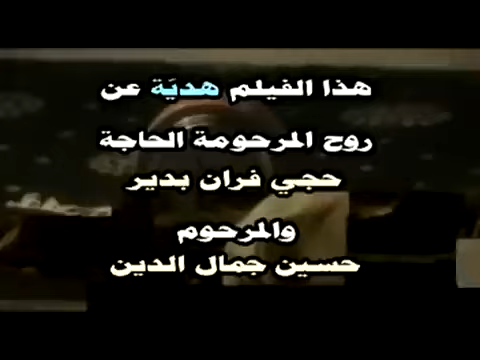 هذا الفيلم هديَة عن
روح المرحومة الحاجة
حجي فران بدير
والمرحوم
حسين جمال الدين